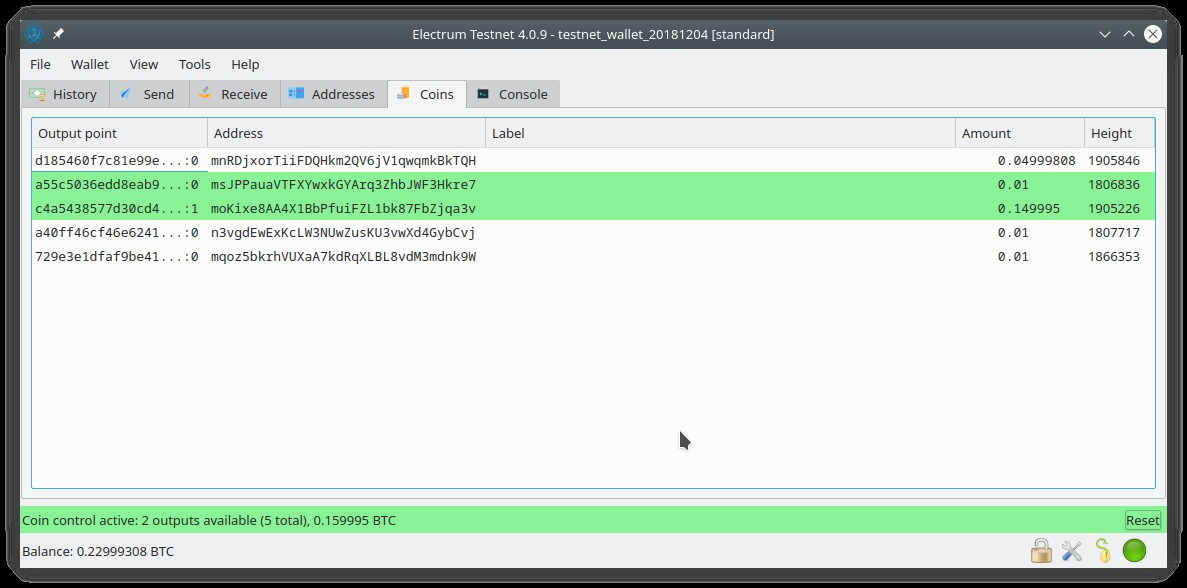 Electrum Testnet 4.0.9 - testnet_wallet_20181204 [standard]
File Wallet View Tools Help
History Send Receive Addresses Coins Console
Output point Address Label Amount Height
d185460f7c81e99e...:0 mnRDjxorTiiFDQHkm2QV6jV1qwqmkBkTQH 0.04999808 1905846
a55c5036edd8eab9...:0 msJPPauaVTFXYwxkGYArq3ZhbJWF3Hkre7 0.01 1806836
c4a5438577d30cd4...:1 moKixe8AA4X1BbPfuiFZL1bk87FbZjqa3v 0.149995 1905226
a40ff46cf46e6241...:0 n3vgdEwExKcLW3NUwZusKU3vwXd4GybCvj 0.01 1807717
729e3e1dfaf9be41...:0 mqoz5bkrhVUXaA7kdRqXLBL8vdM3mdnk9W 0.01 1866353
Coin control active: 2 outputs available (5 total), 0.159995 BTC Reset
Balance: 0.22999308 BTC